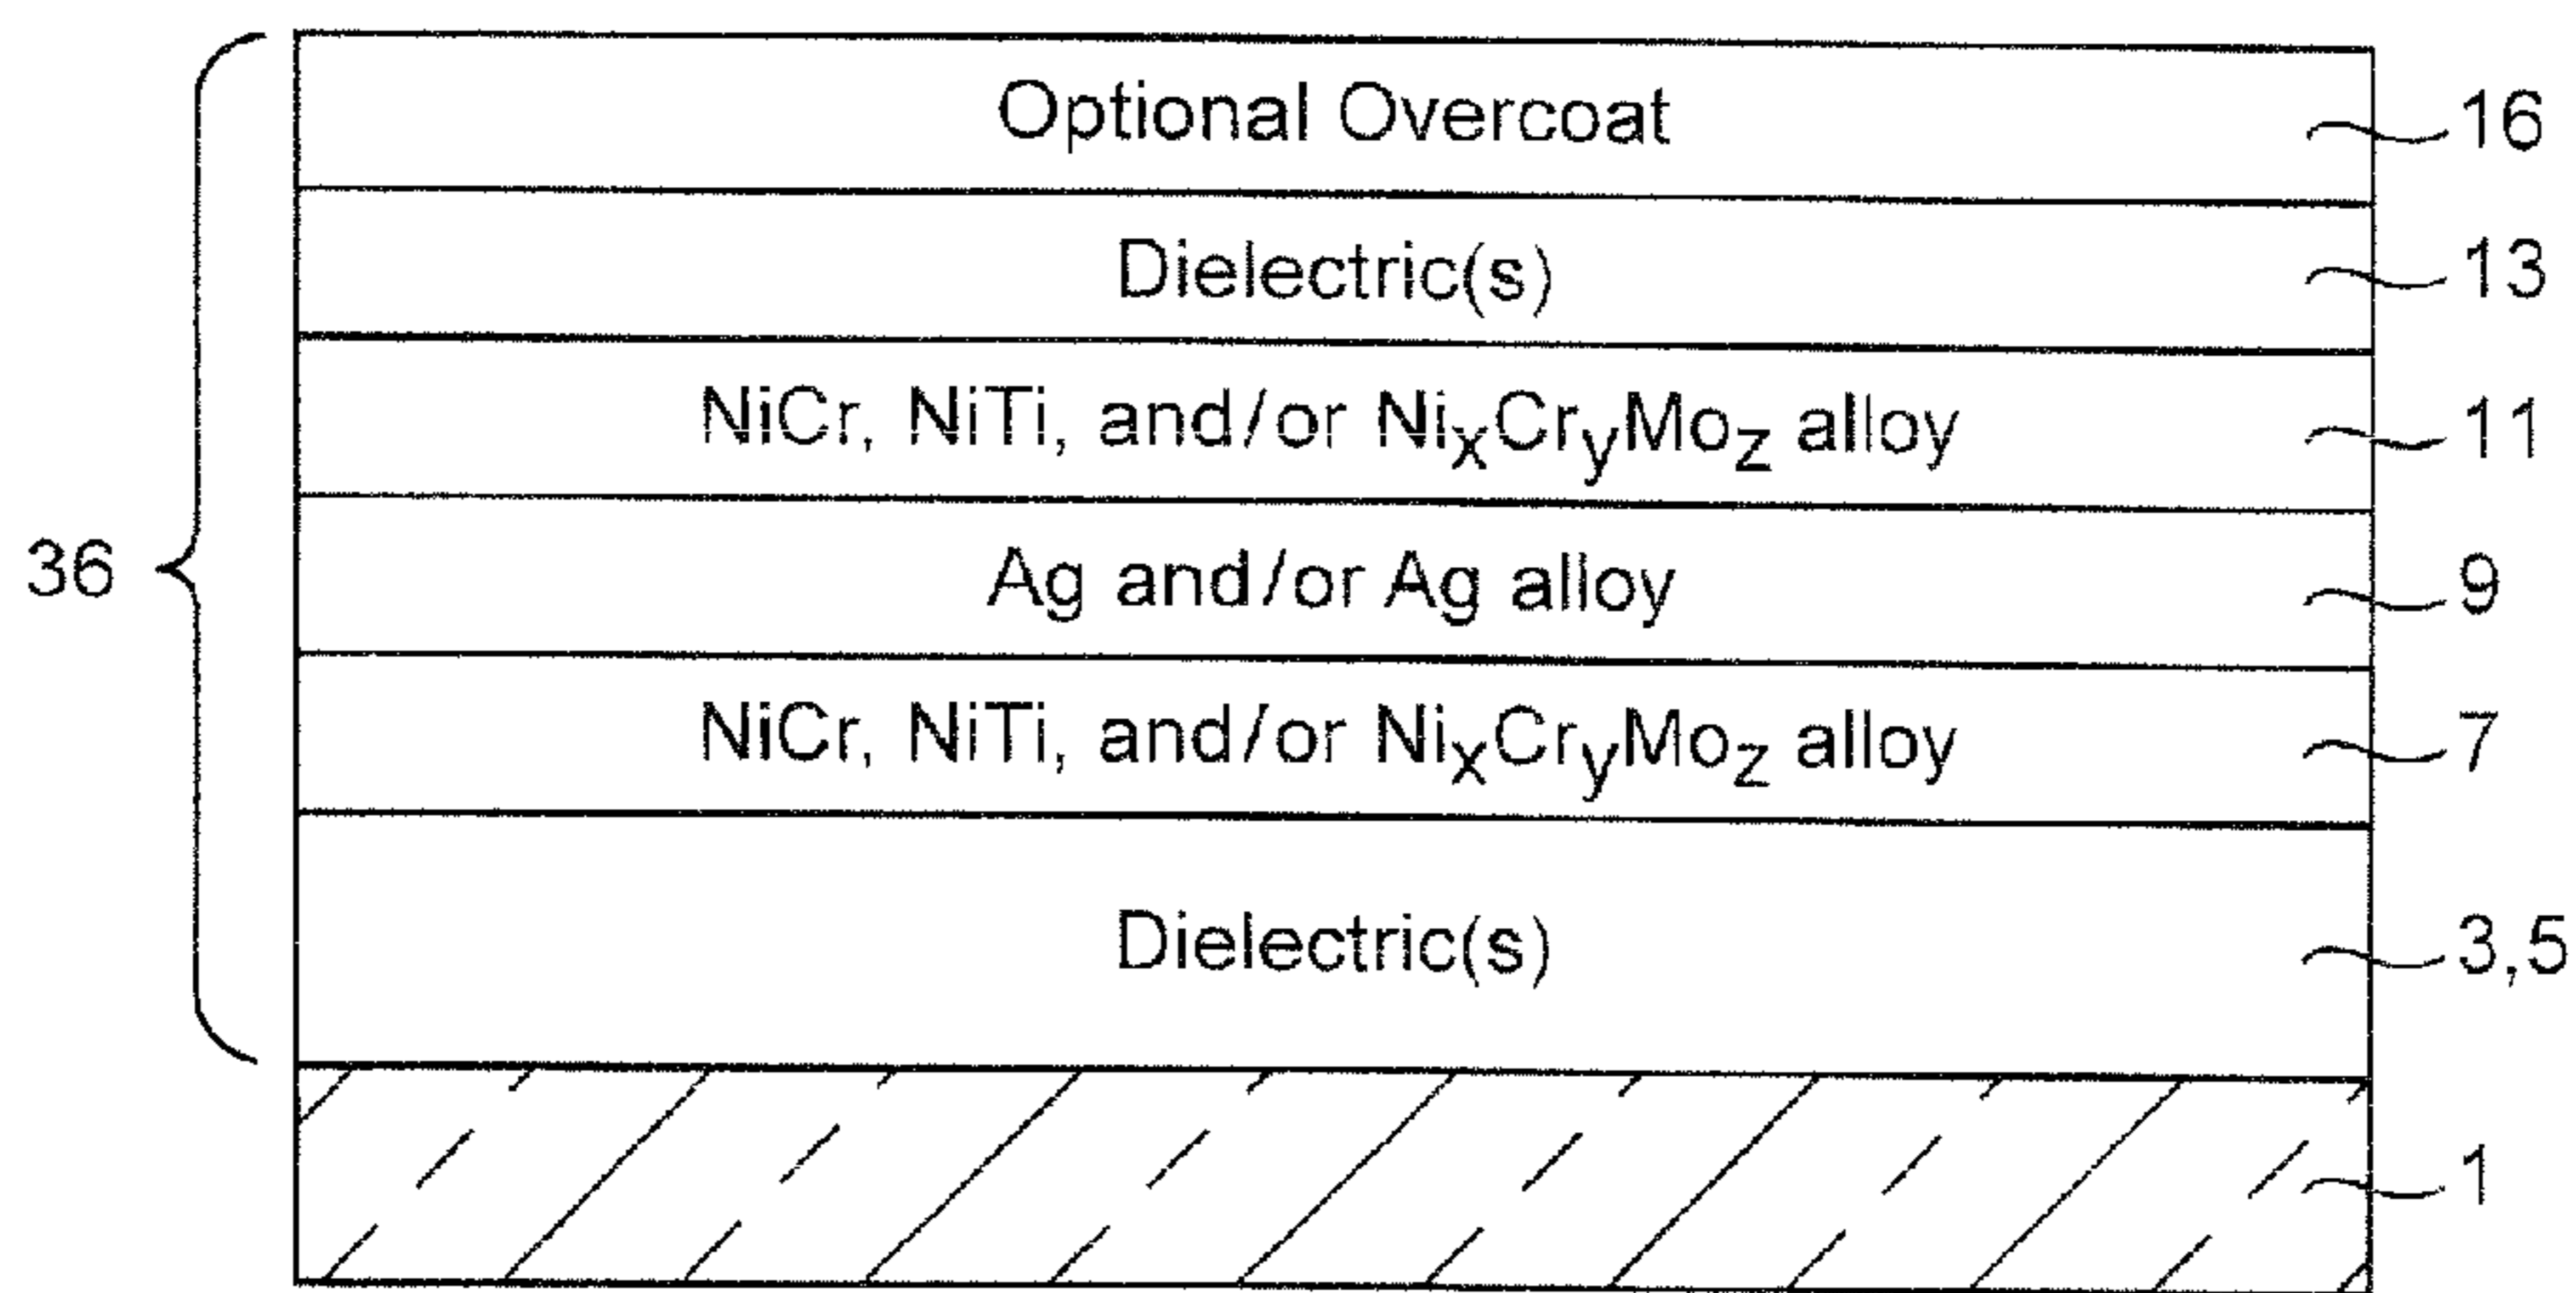 Optional Overcoat 16
Dielectric(s) 13
NiCr, NiTi, and/or NixCryMoz alloy 11
36
Ag and/or Ag alloy 9
NiCr, NiTi, and/or NixCryMoz alloy 7
Dielectric(s) 3,5
1